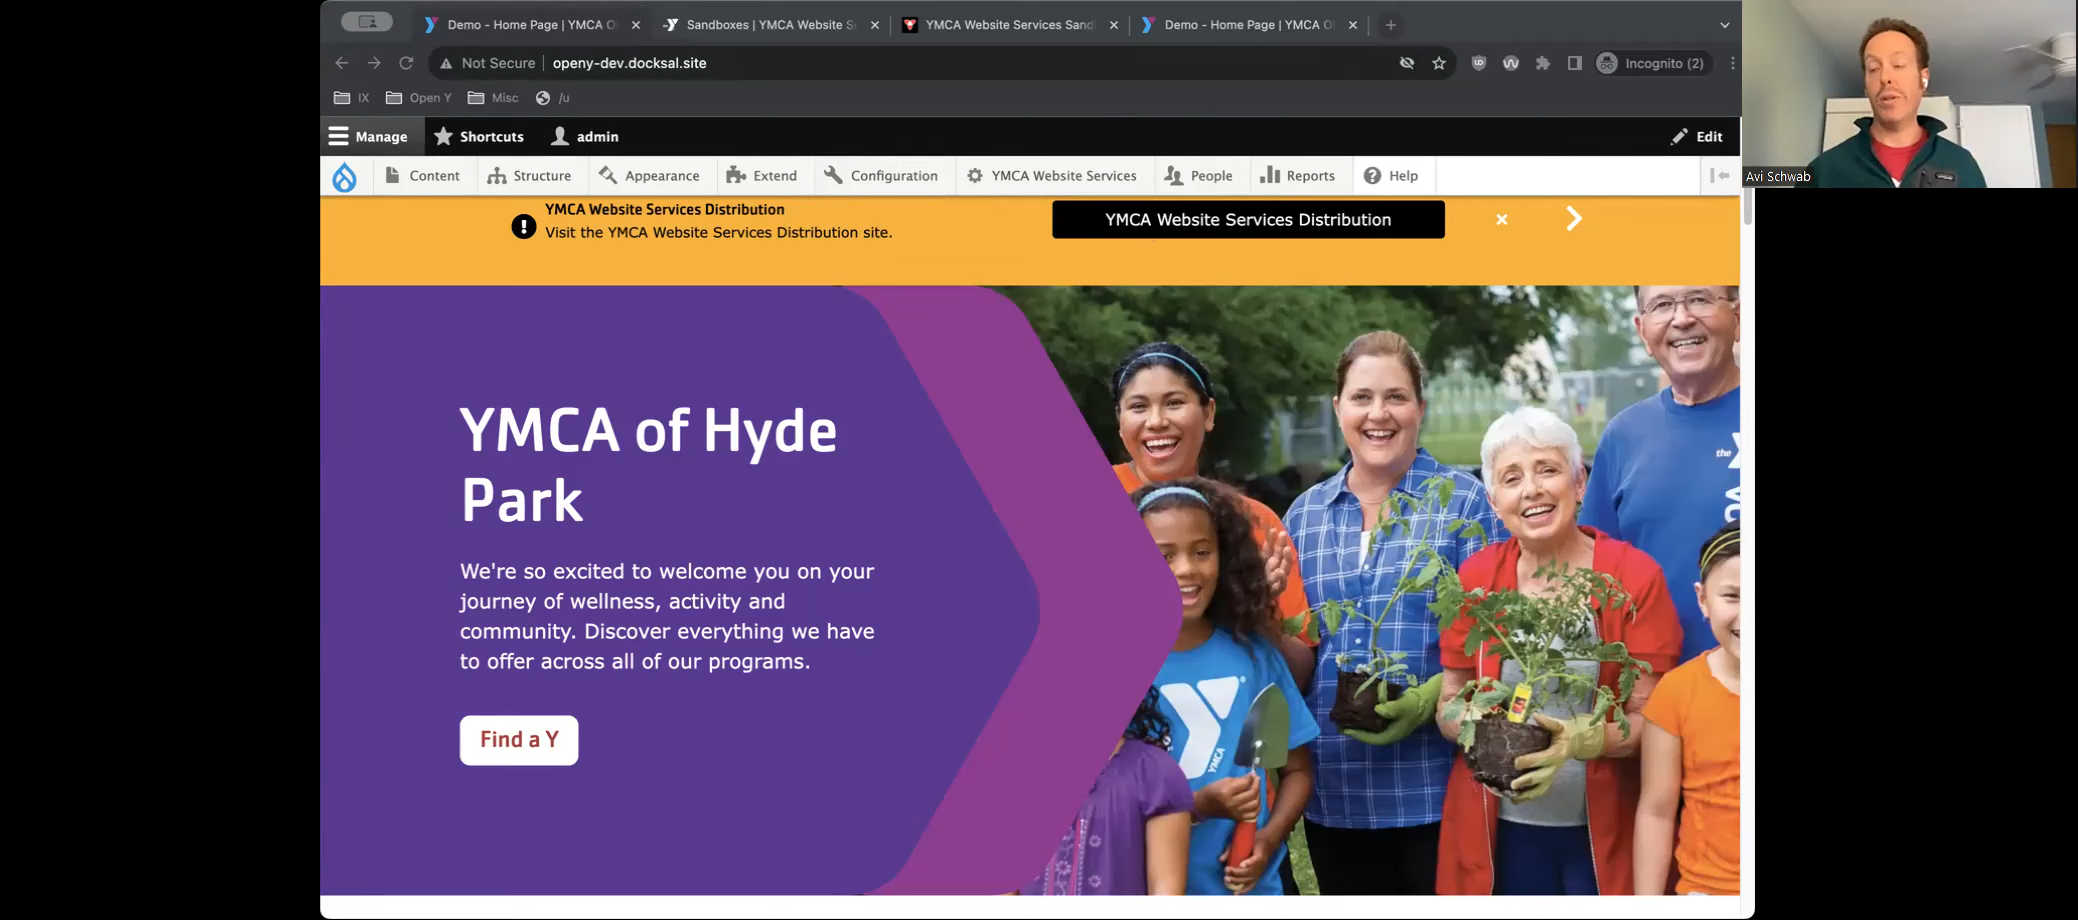 Demo - Home Page | YMCA O
Sandboxes | YMCA Website S
YMCA Website Services Sand
Demo - Home Page | YMCA O
Not Secure
openy-dev.docksal.site
Incognito (2)
IX
Open Y
Misc
/u
Manage
Shortcuts
admin
Edit
Content
Structure
Appearance
Extend
Configuration
YMCA Website Services
People
Reports
Help
Avi Schwab
YMCA Website Services Distribution
Visit the YMCA Website Services Distribution site.
YMCA Website Services Distribution
YMCA of Hyde
Park
We're so excited to welcome you on your
journey of wellness, activity and
community. Discover everything we have
to offer across all of our programs.
Find a Y
the
YMCA